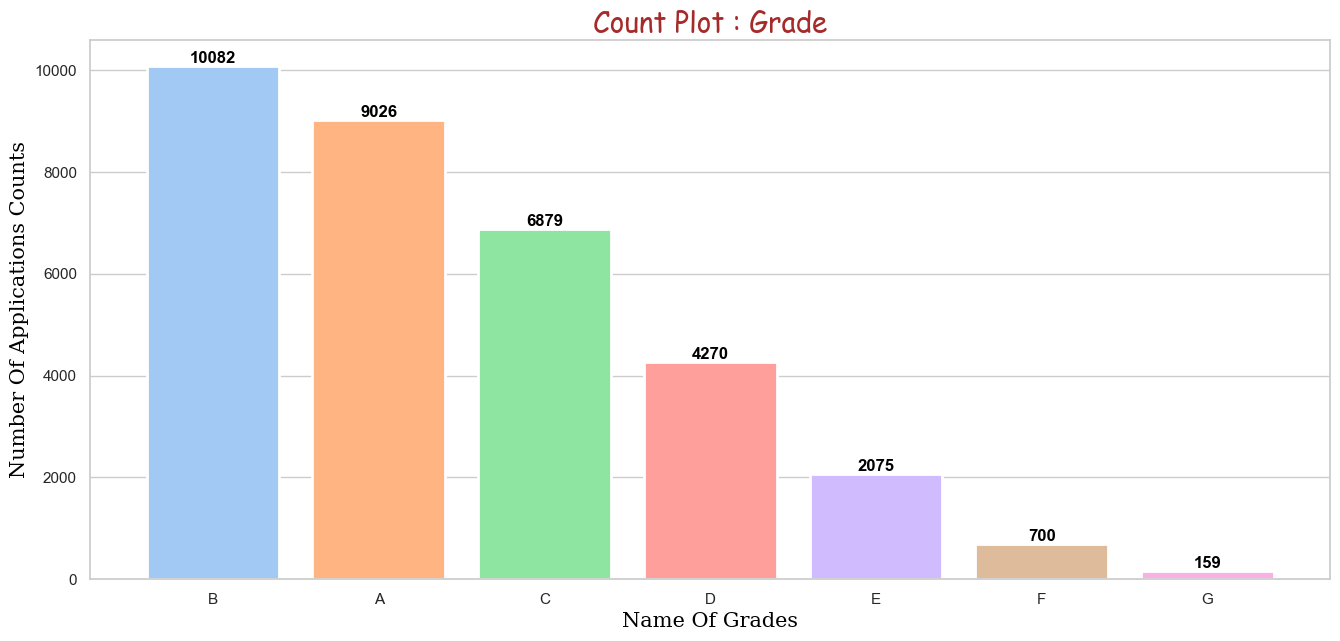 Count Plot : Grade
Number Of Applications Counts
10000
8000
6000
4000
2000
0
10082
9026
6879
4270
2075
700
159
B
A
C
D
E
F
G
Name Of Grades